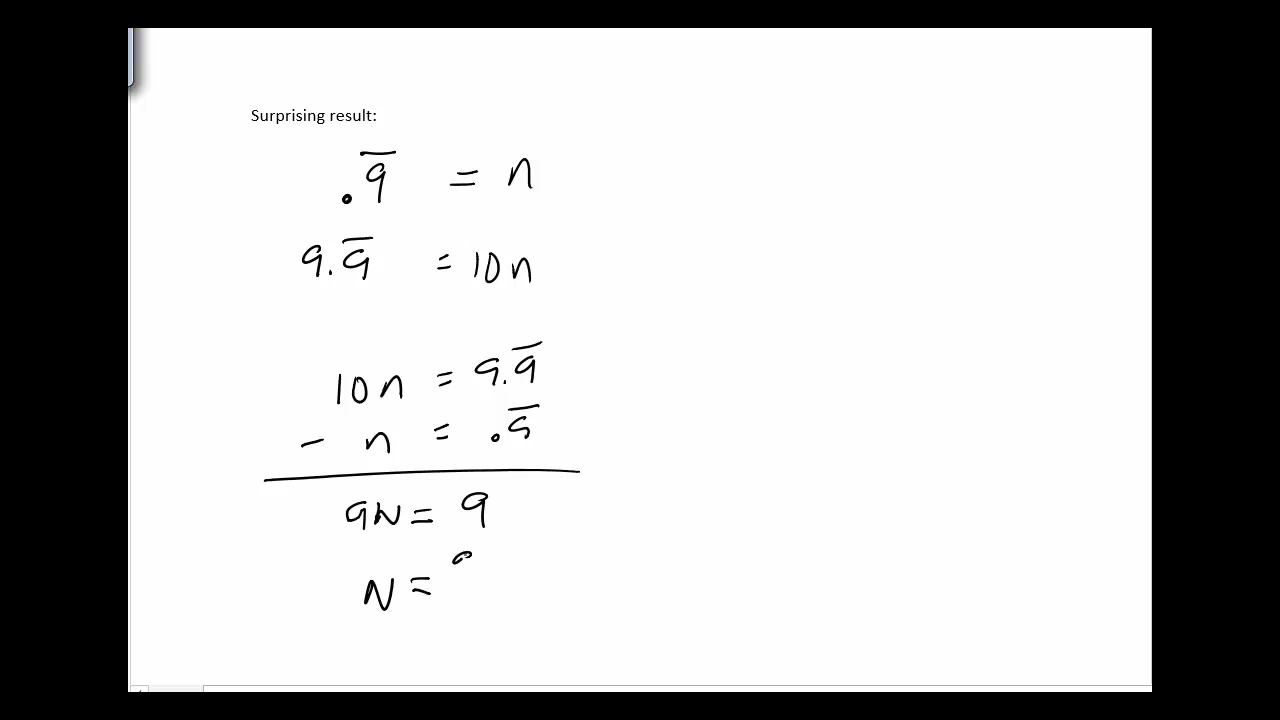 Surprising result:
.9̅ = n
9.9̅ = 10n
10n = 9.9̅
- n = .9̅
9N = 9
N =